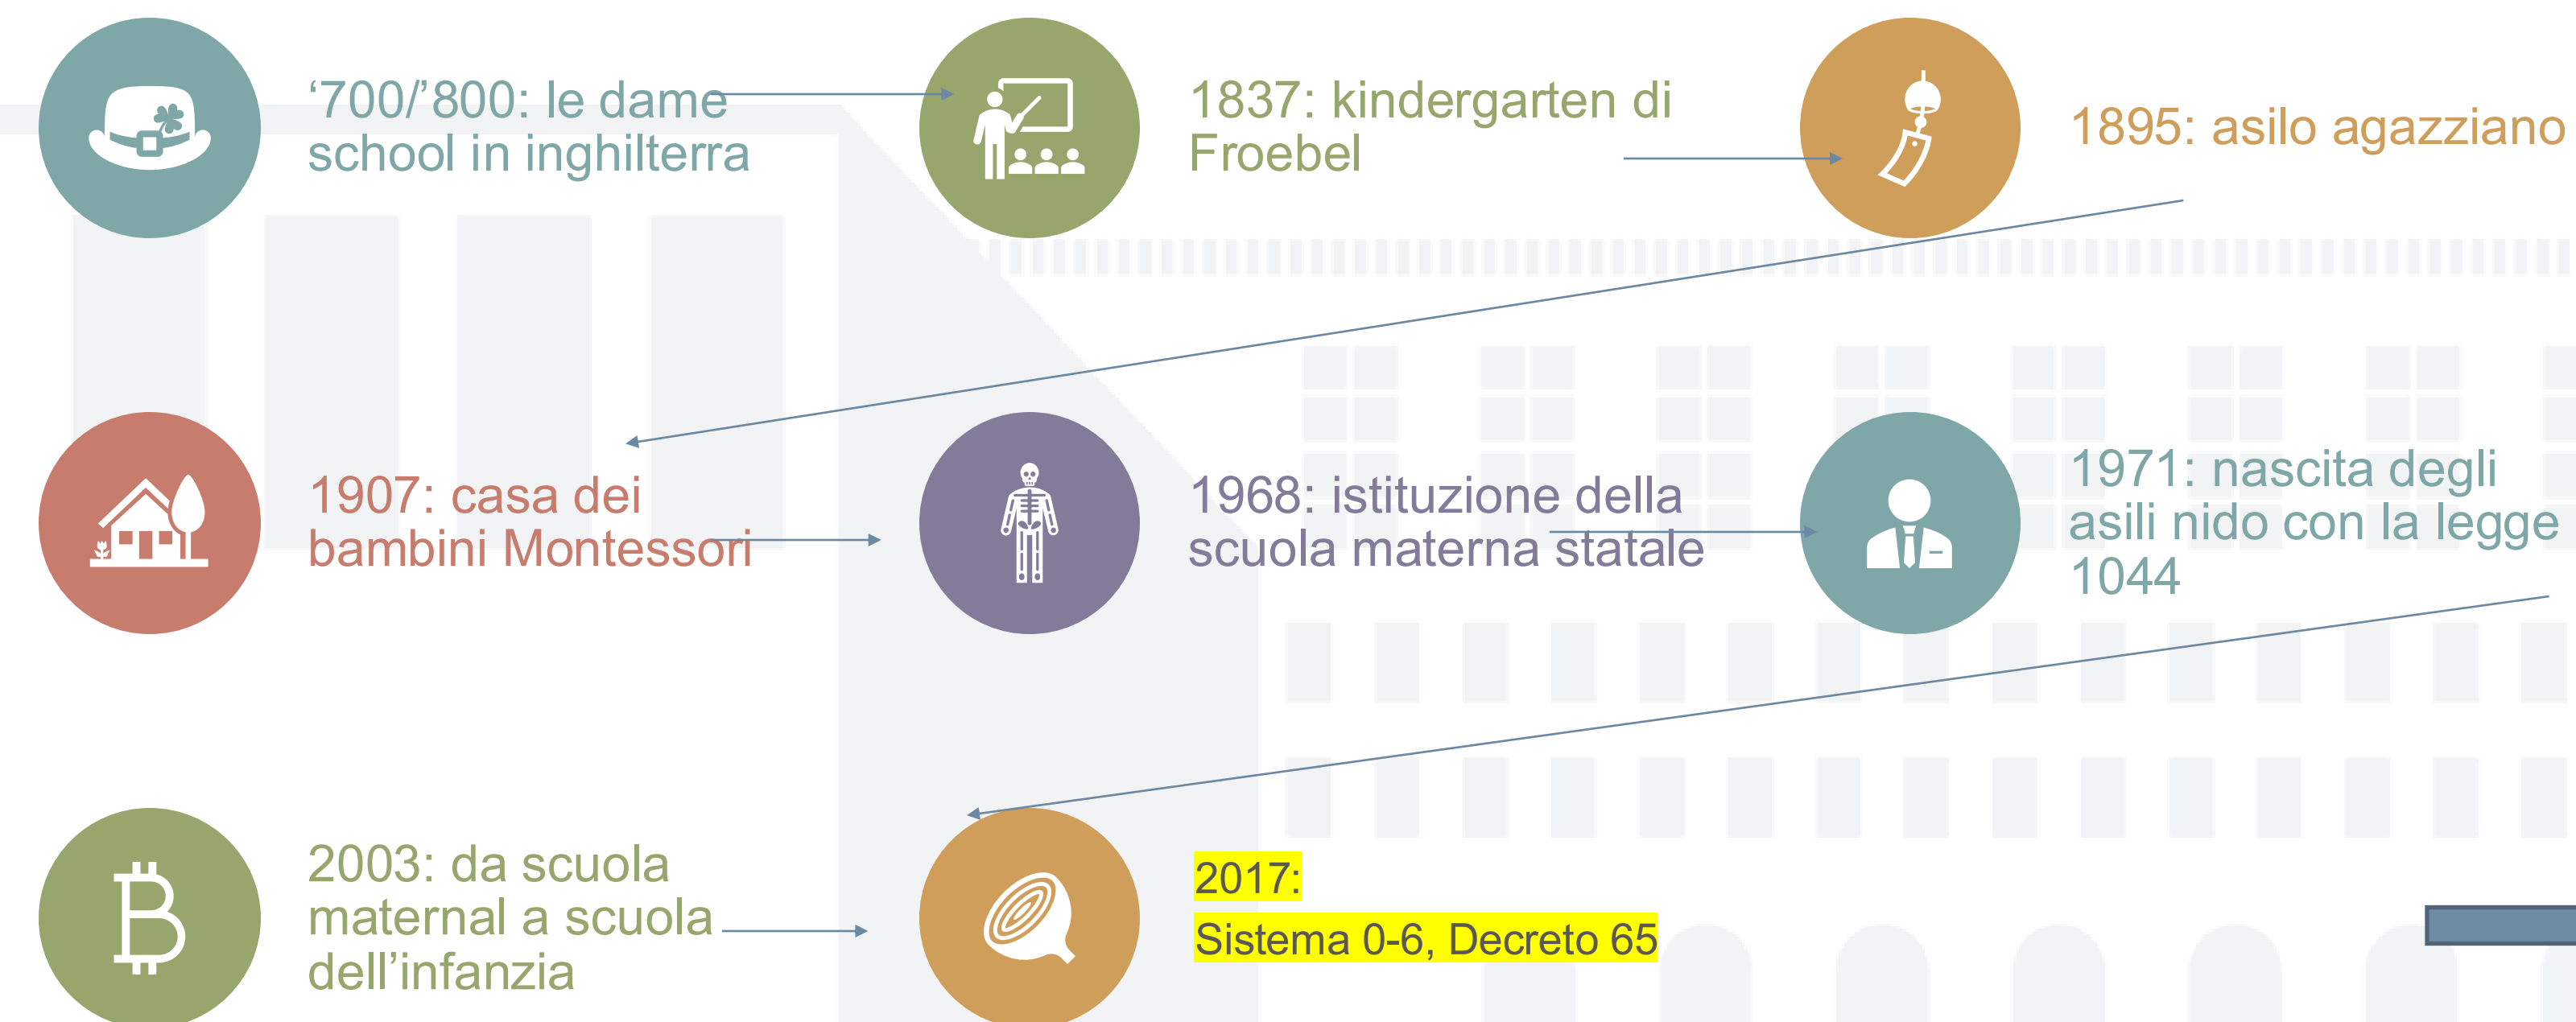 ‘700/’800: le dame
school in inghilterra
1837: kindergarten di
Froebel
1895: asilo agazziano
1907: casa dei
bambini Montessori
1968: istituzione della
scuola materna statale
1971: nascita degli
asili nido con la legge
1044
2003: da scuola
maternal a scuola
dell’infanzia
2017:
Sistema 0-6, Decreto 65